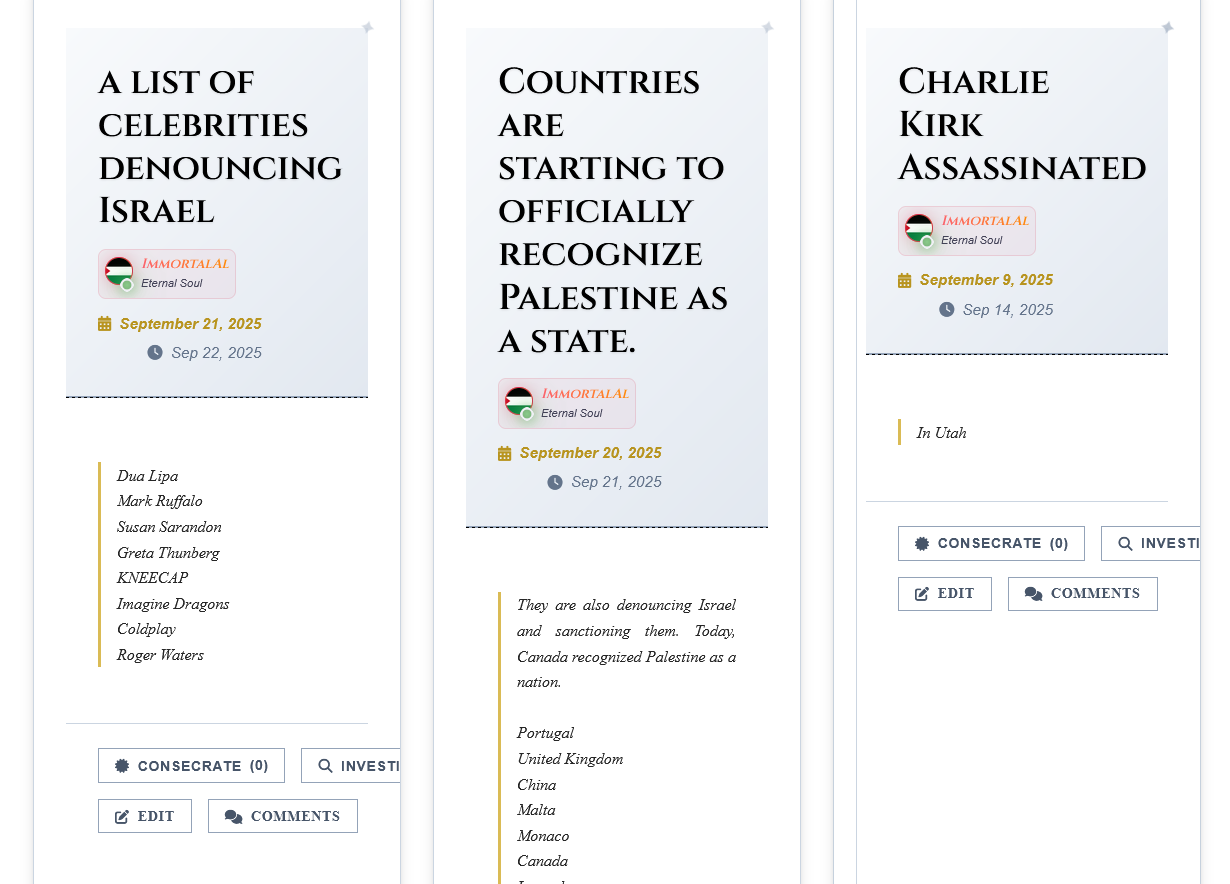 A LIST OF
CELEBRITIES
DENOUNCING
ISRAEL
IMMORTALAL
Eternal Soul
September 21, 2025
Sep 22, 2025
Dua Lipa
Mark Ruffalo
Susan Sarandon
Greta Thunberg
KNEECAP
Imagine Dragons
Coldplay
Roger Waters
CONSECRATE (0)
INVESTI
EDIT
COMMENTS
COUNTRIES
ARE
STARTING TO
OFFICIALLY
RECOGNIZE
PALESTINE AS
A STATE.
IMMORTALAL
Eternal Soul
September 20, 2025
Sep 21, 2025
They are also denouncing Israel
and sanctioning them. Today,
Canada recognized Palestine as a
nation.
Portugal
United Kingdom
China
Malta
Monaco
Canada
CHARLIE
KIRK
ASSASSINATED
IMMORTALAL
Eternal Soul
September 9, 2025
Sep 14, 2025
In Utah
CONSECRATE (0)
INVESTI
EDIT
COMMENTS